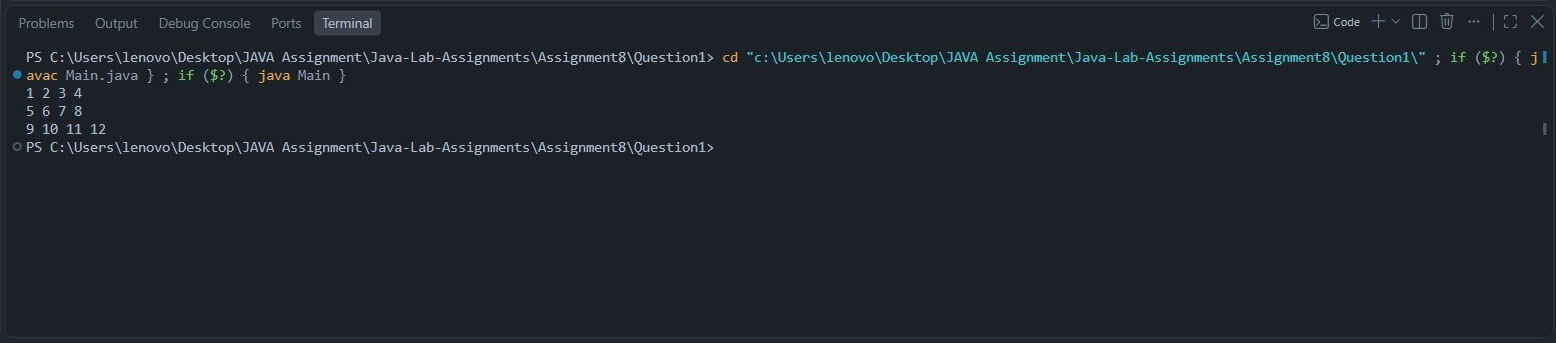 Problems Output Debug Console Ports Terminal Code
PS C:\Users\lenovo\Desktop\JAVA Assignment\Java-Lab-Assignments\Assignment8\Question1> cd "c:\Users\lenovo\Desktop\JAVA Assignment\Java-Lab-Assignments\Assignment8\Question1\" ; if ($?) { j
avac Main.java } ; if ($?) { java Main }
1 2 3 4
5 6 7 8
9 10 11 12
PS C:\Users\lenovo\Desktop\JAVA Assignment\Java-Lab-Assignments\Assignment8\Question1>